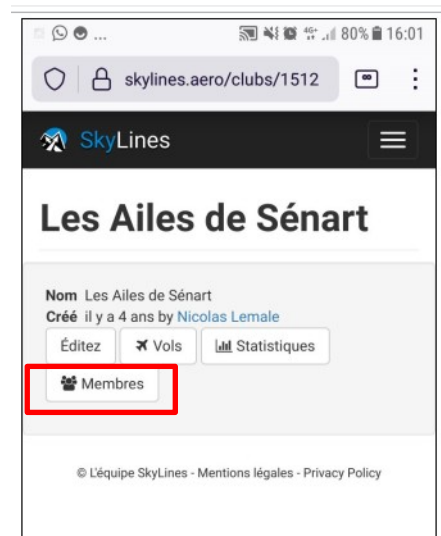 ... 4G+ 80% 16:01
skylines.aero/clubs/1512
SkyLines
Les Ailes de Sénart
Nom Les Ailes de Sénart
Créé il y a 4 ans by Nicolas Lemale
Éditez Vols Statistiques
Membres
© L'équipe SkyLines - Mentions légales - Privacy Policy